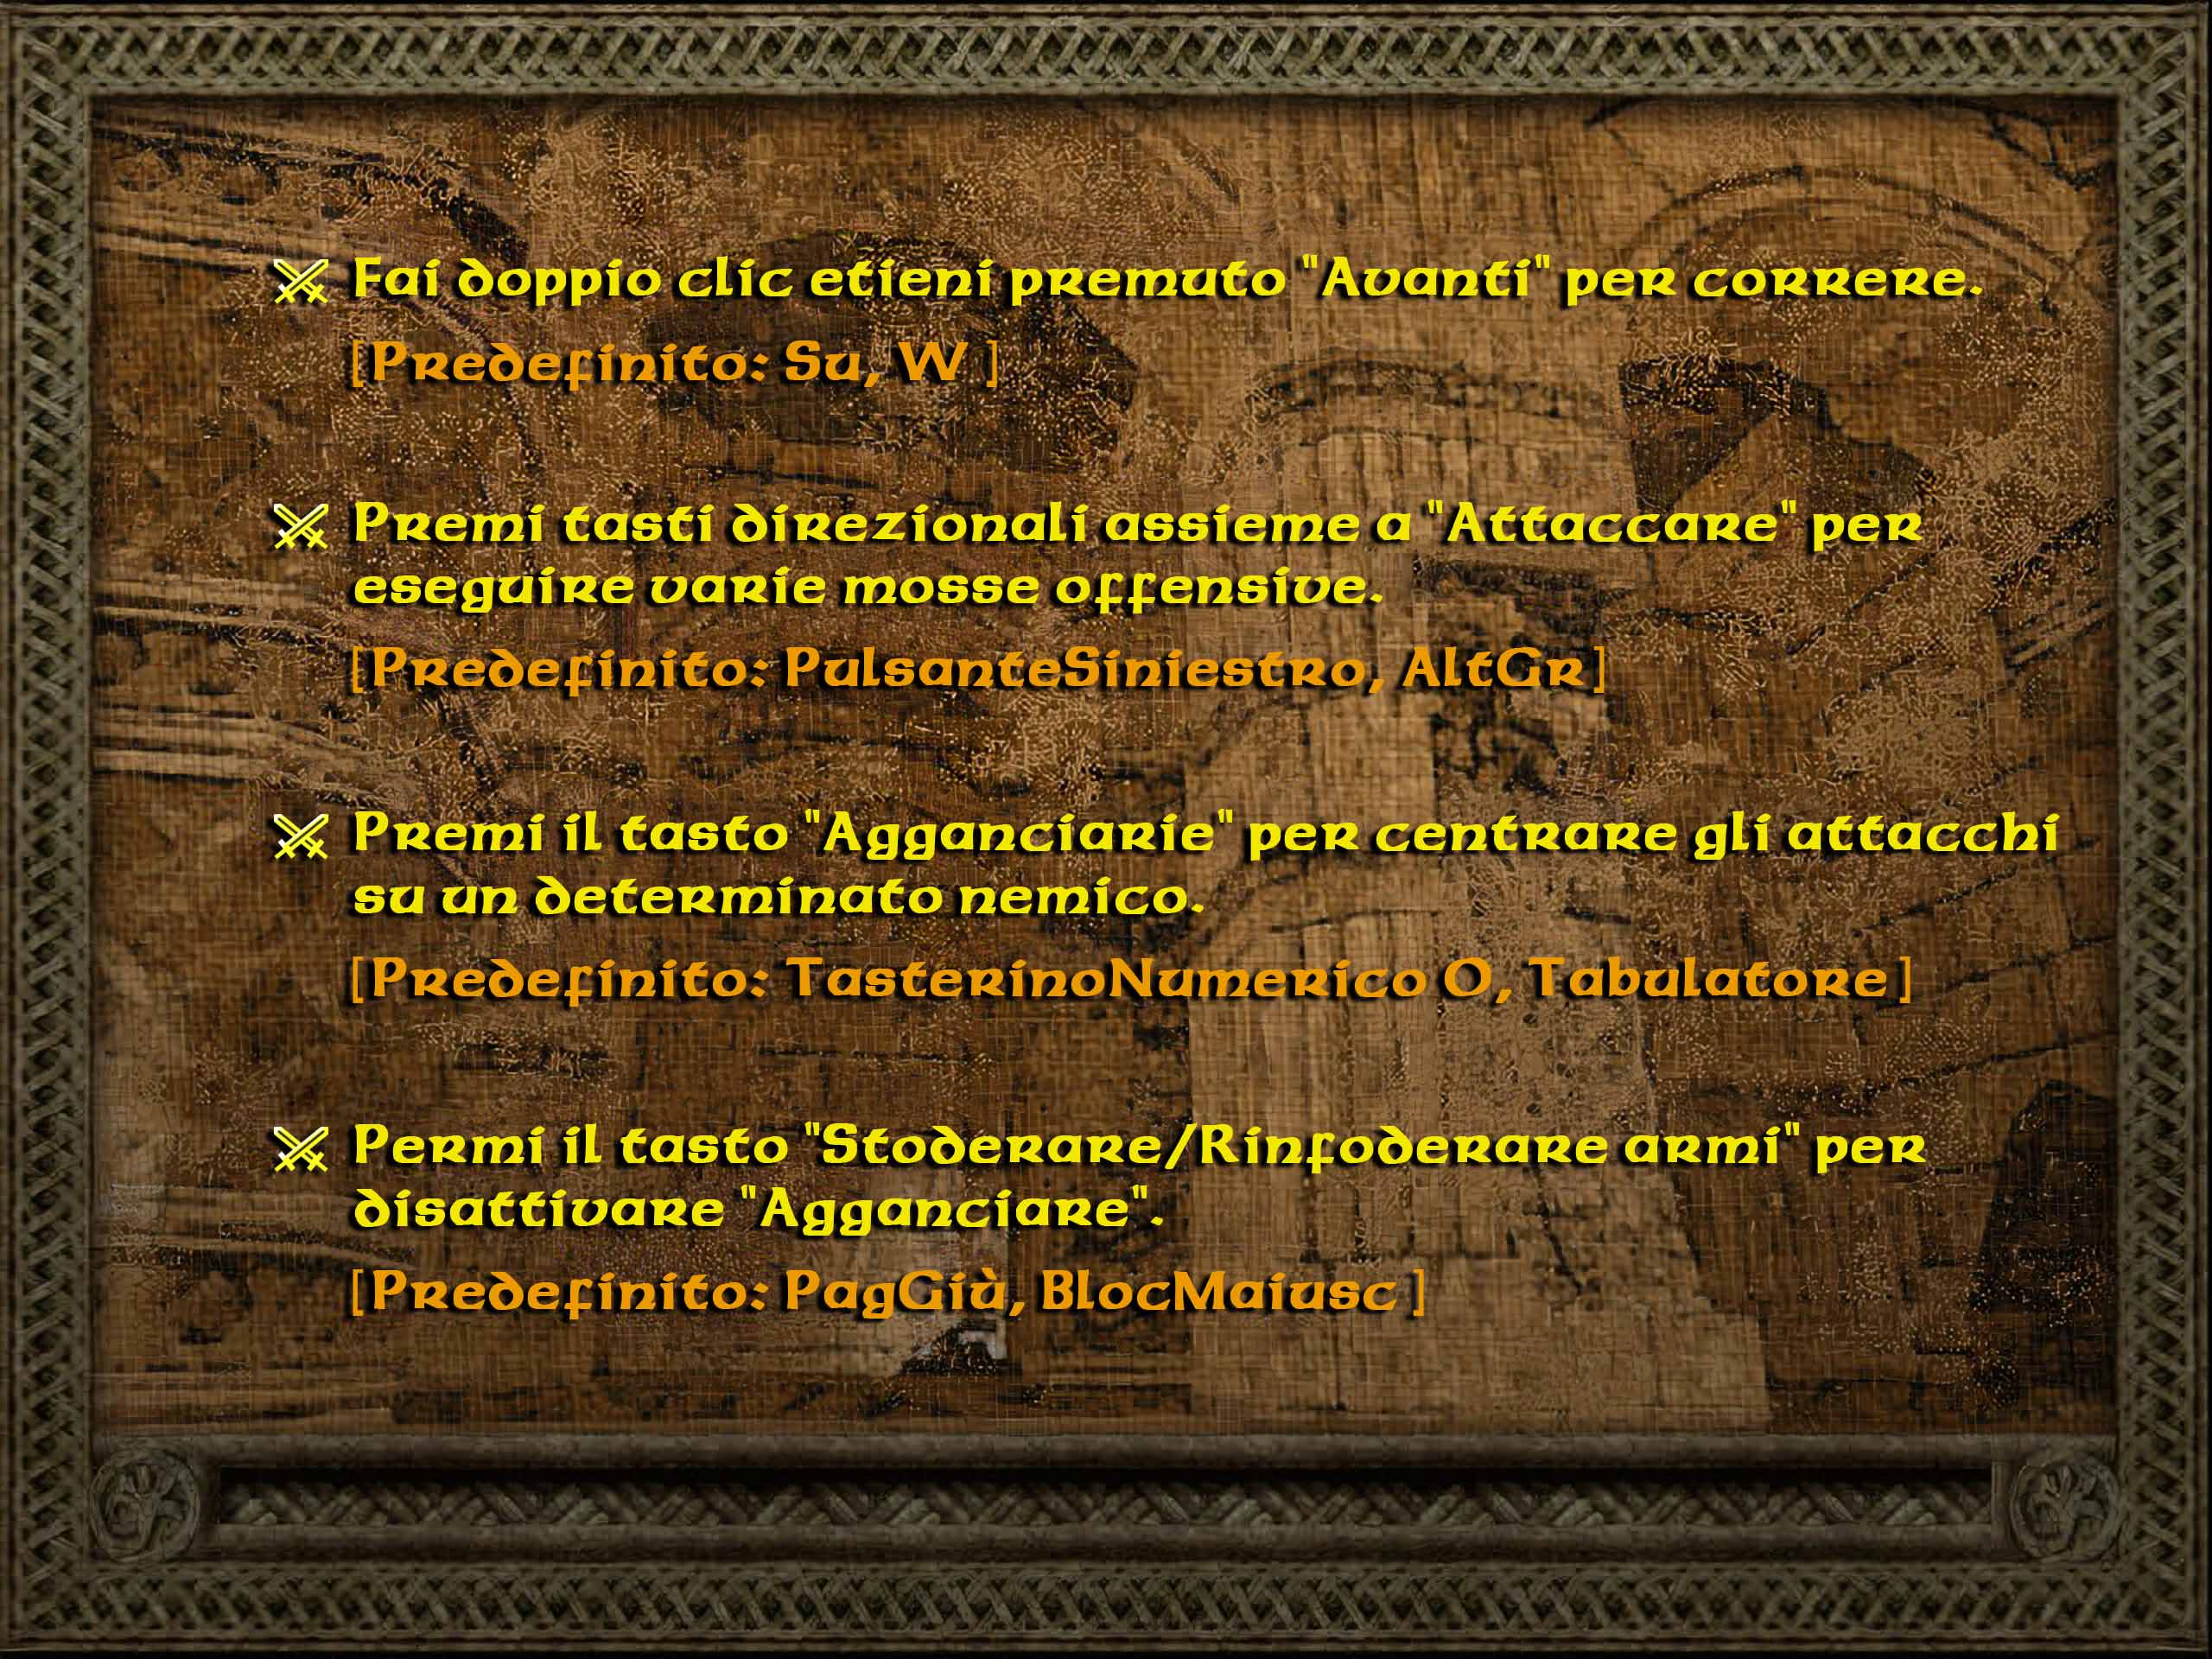 Fai doppio clic etieni premuto "Avanti" per correre.
[Predefinito: Su, W ]
Premi tasti direzionali assieme a "Attaccare" per
eseguire varie mosse offensive.
[Predefinito: PulsanteSiniestro, AltGr]
Premi il tasto "Agganciarie" per centrare gli attacchi
su un determinato nemico.
[Predefinito: TasterinoNumerico 0, Tabulatore]
Permi il tasto "Stoderare/Rinfoderare armi" per
disattivare "Agganciare".
[Predefinito: PagGiù, BlocMaiusc ]